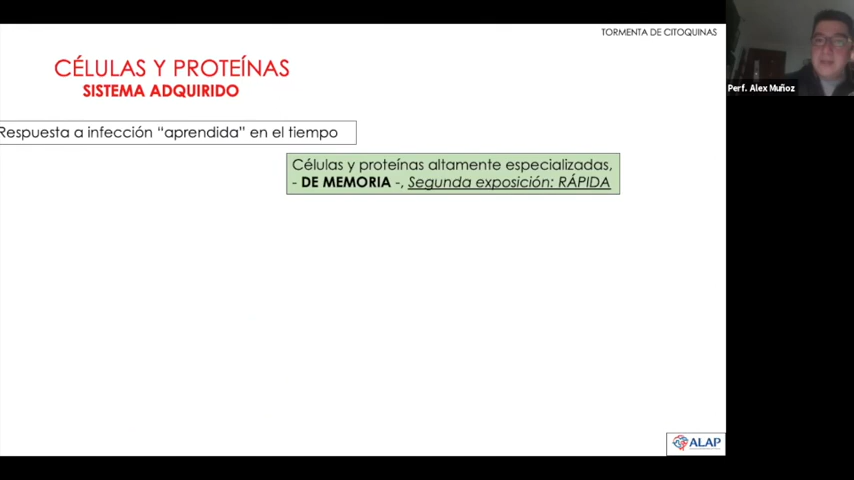 TORMENTA DE CITOQUINAS
CÉLULAS Y PROTEÍNAS
SISTEMA ADQUIRIDO
Respuesta a infección “aprendida” en el tiempo
Células y proteínas altamente especializadas,
- DE MEMORIA -, Segunda exposición: RÁPIDA
Perf. Alex Muñoz
ALAP